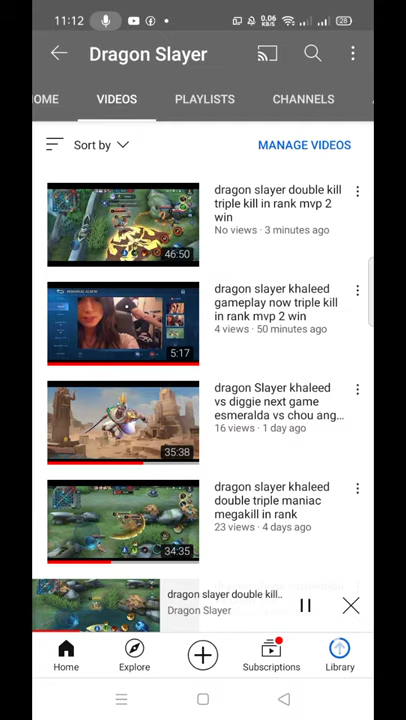 11:12
0.06
KB/S
28
Dragon Slayer
OME
VIDEOS
PLAYLISTS
CHANNELS
Sort by
MANAGE VIDEOS
dragon slayer double kill
triple kill in rank mvp 2
win
No views · 3 minutes ago
46:50
dragon slayer khaleed
gameplay now triple kill
in rank mvp 2 win
4 views · 50 minutes ago
5:17
dragon Slayer khaleed
vs diggie next game
esmeralda vs chou ang...
16 views · 1 day ago
35:38
dragon slayer khaleed
double triple maniac
megakill in rank
23 views · 4 days ago
34:35
dragon slayer double kill..
Dragon Slayer
Home
Explore
Subscriptions
Library